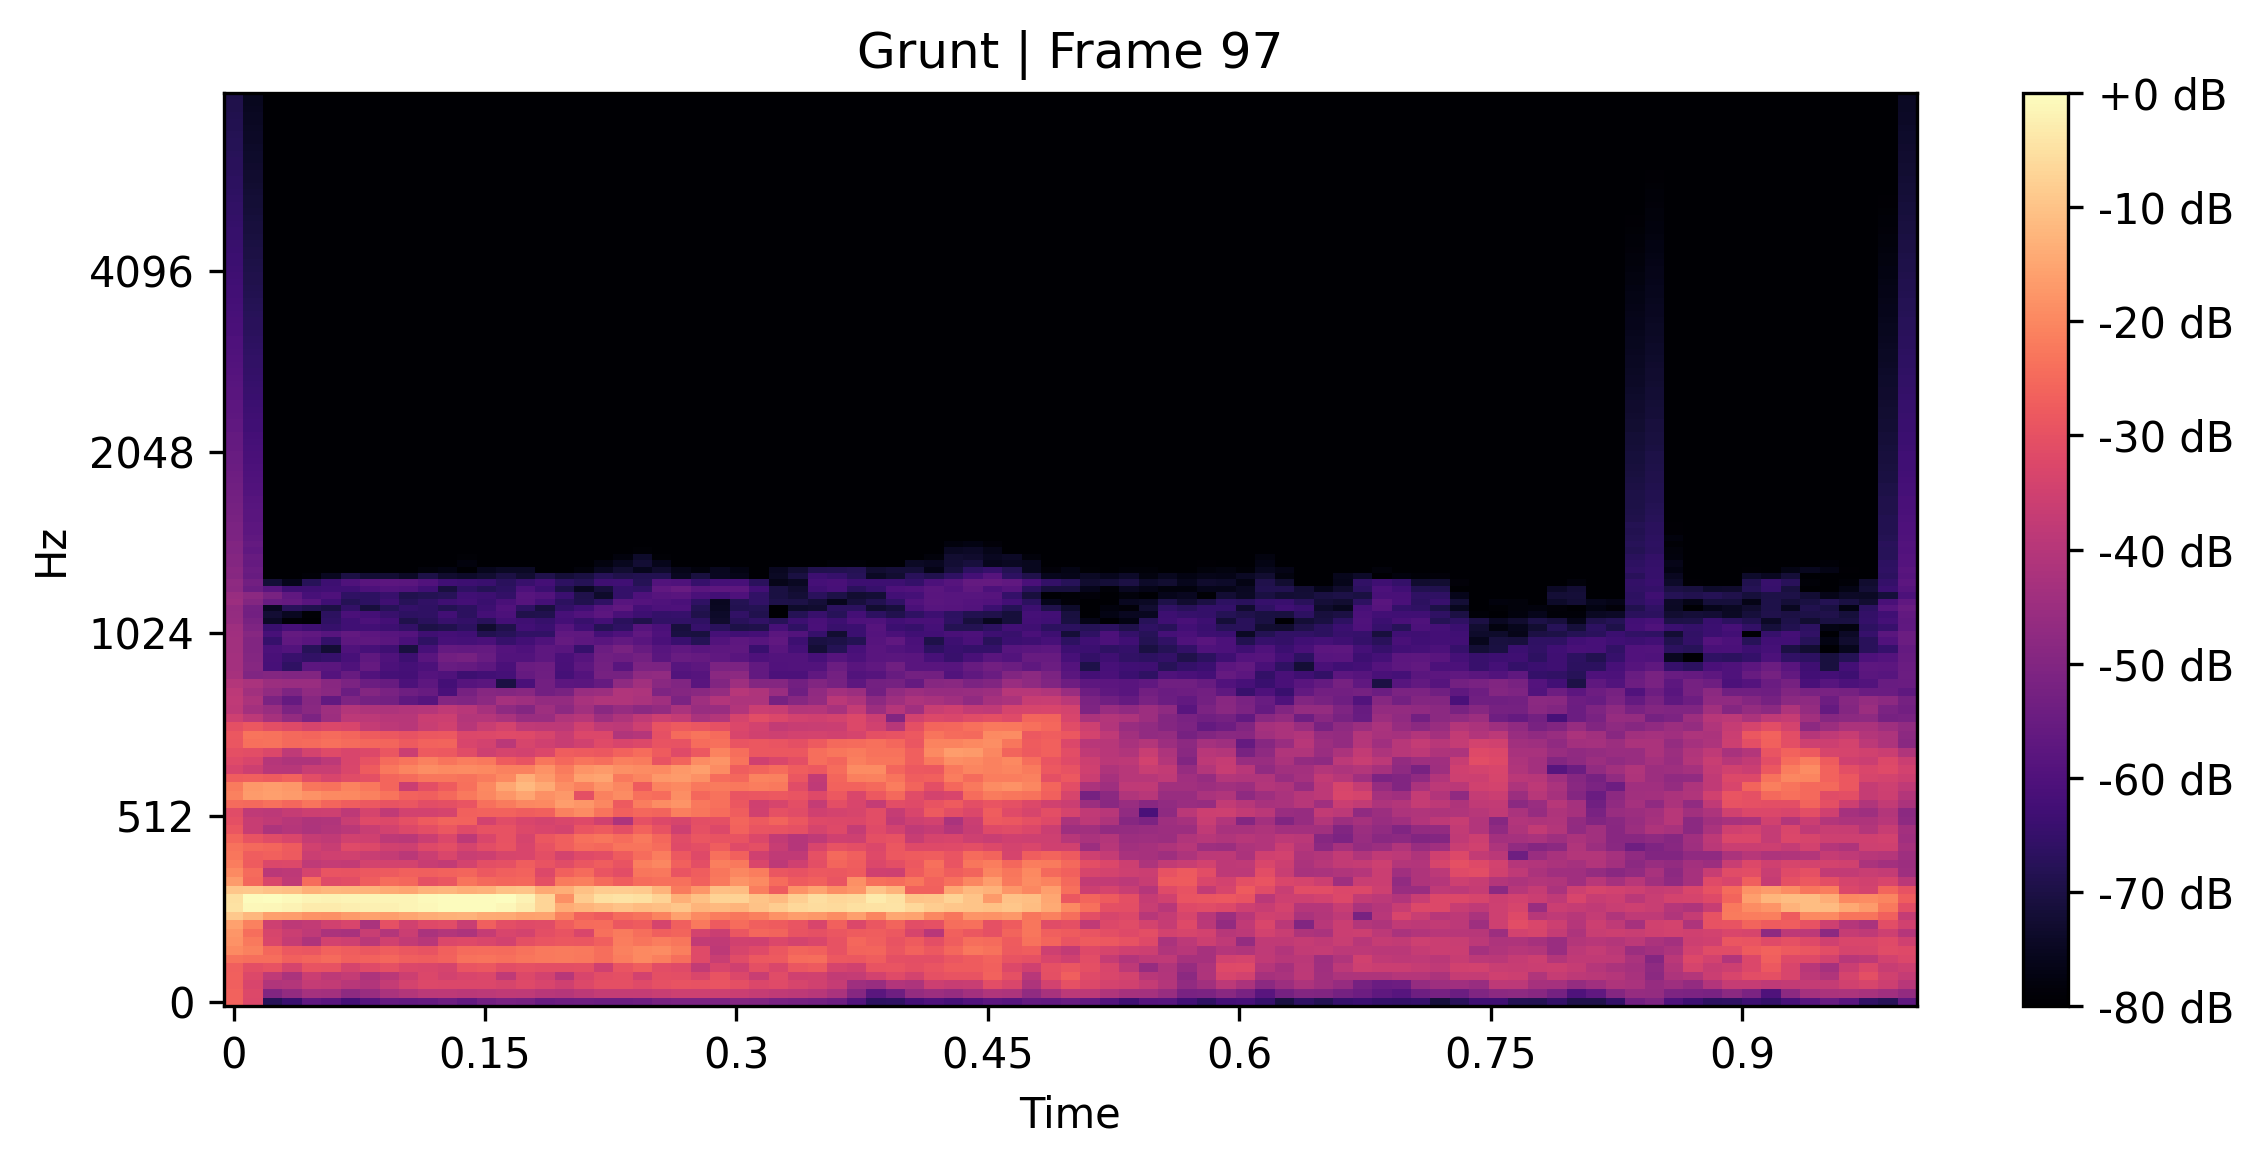 Grunt | Frame 97
+0 dB
-10 dB
-20 dB
-30 dB
-40 dB
-50 dB
-60 dB
-70 dB
-80 dB
Hz
4096
2048
1024
512
0
0 0.15 0.3 0.45 0.6 0.75 0.9
Time